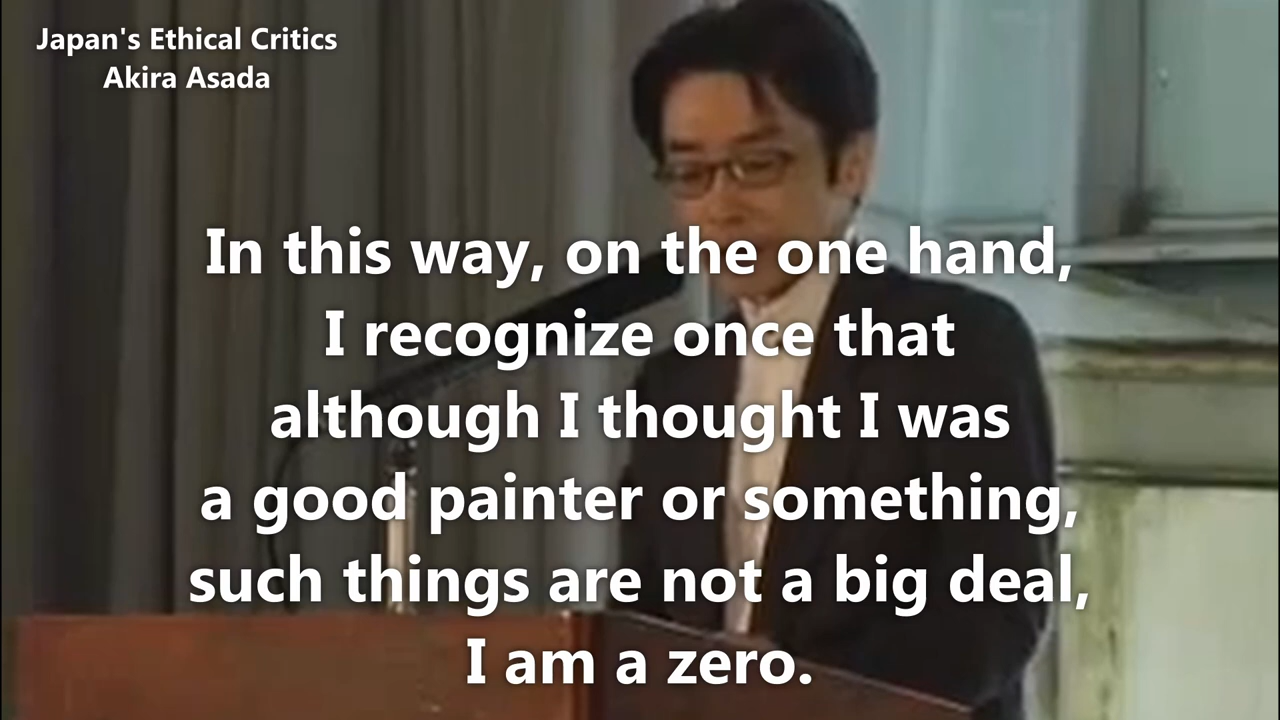 Japan's Ethical Critics
Akira Asada
In this way, on the one hand,
I recognize once that
although I thought I was
a good painter or something,
such things are not a big deal,
I am a zero.